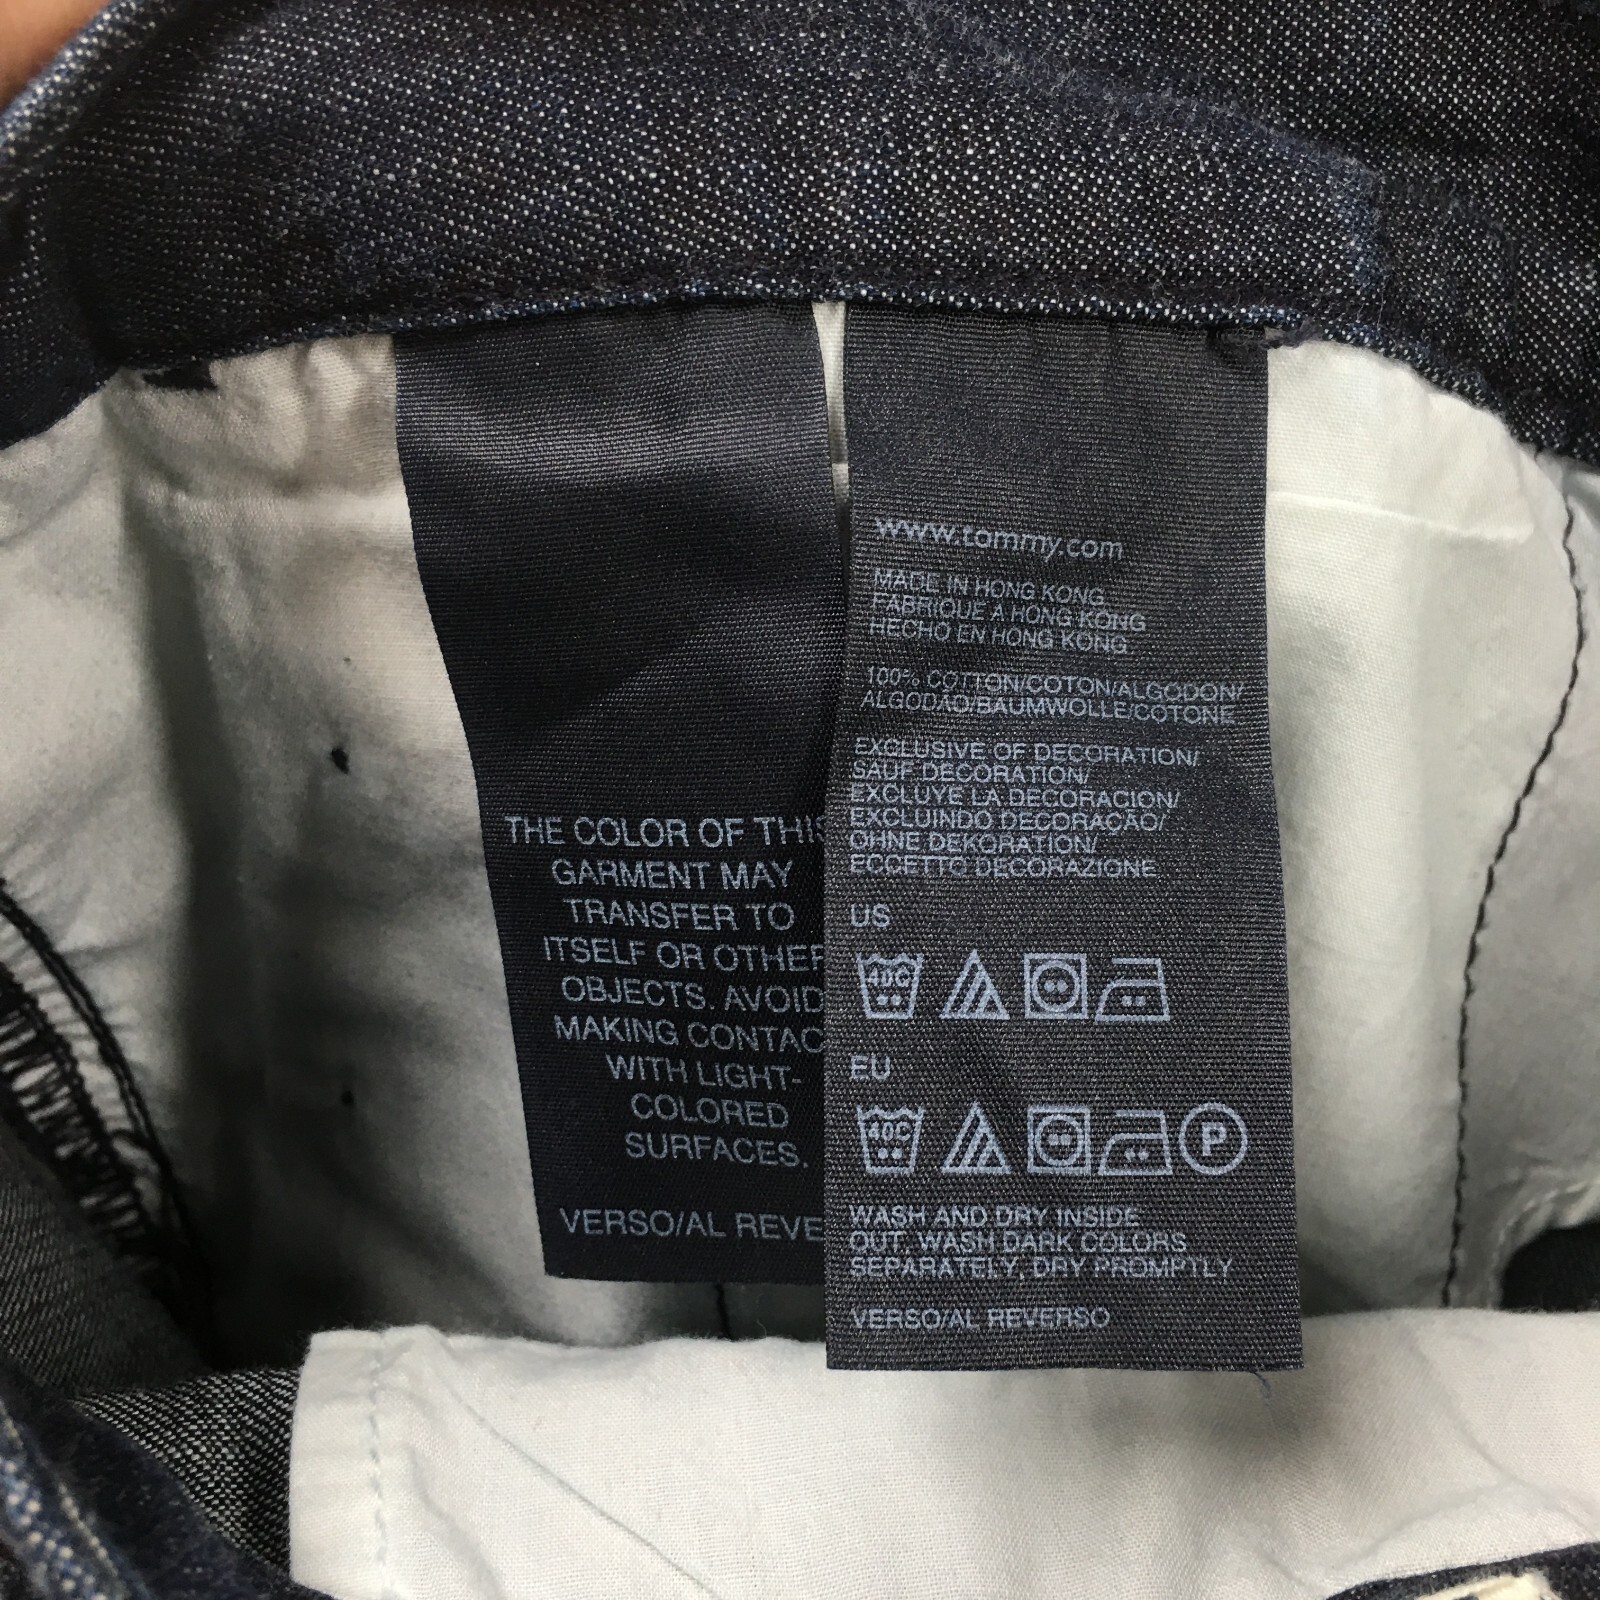 THE COLOR OF THIS
GARMENT MAY
TRANSFER TO
ITSELF OR OTHER
OBJECTS. AVOID
MAKING CONTAC
WITH LIGHT-
COLORED
SURFACES.
VERSO/AL REVE
www.tommy.com
MADE IN HONG KONG
FABRIQUE A HONG KONG
HECHO EN HONG KONG
100% COTTON/COTON/ALGODON/
ALGODÃO/BAUMWOLLE/COTONE
EXCLUSIVE OF DECORATION/
SAUF DECORATION/
EXCLUYE LA DECORACION/
EXCLUINDO DECORAÇÃO/
OHNE DEKORATION/
ECCETTO DECORAZIONE
US
40C
EU
40C P
WASH AND DRY INSIDE
OUT, WASH DARK COLORS
SEPARATELY, DRY PROMPTLY
VERSO/AL REVERSO